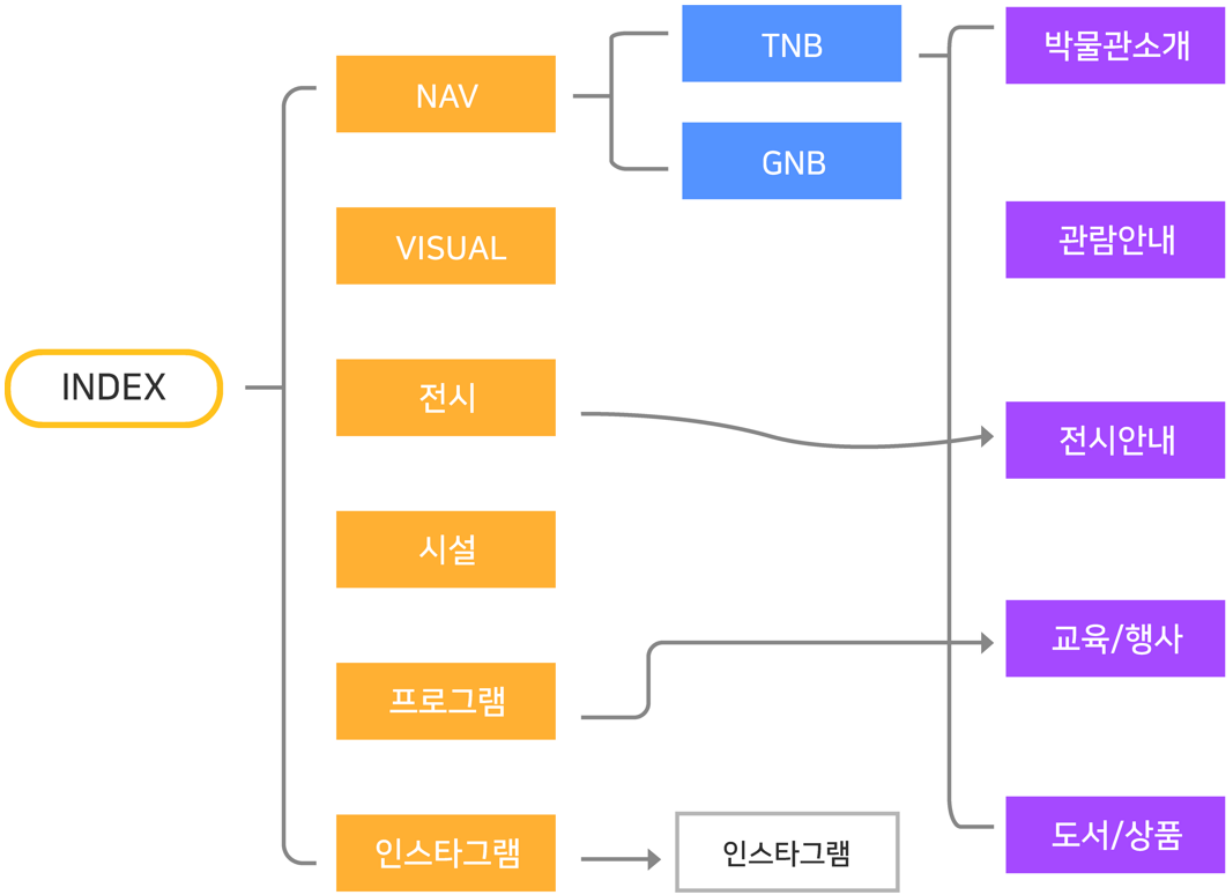 INDEX
NAV
VISUAL
전시
시설
프로그램
인스타그램
TNB
GNB
인스타그램
박물관소개
관람안내
전시안내
교육/행사
도서/상품